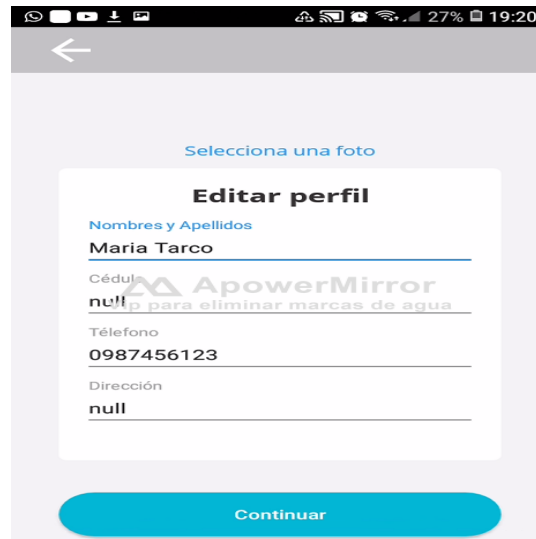 27% 19:20
Selecciona una foto
Editar perfil
Nombres y Apellidos
Maria Tarco
Cédula
ApowerMirror
null
Vip para eliminar marcas de agua
Télefono
0987456123
Dirección
null
Continuar